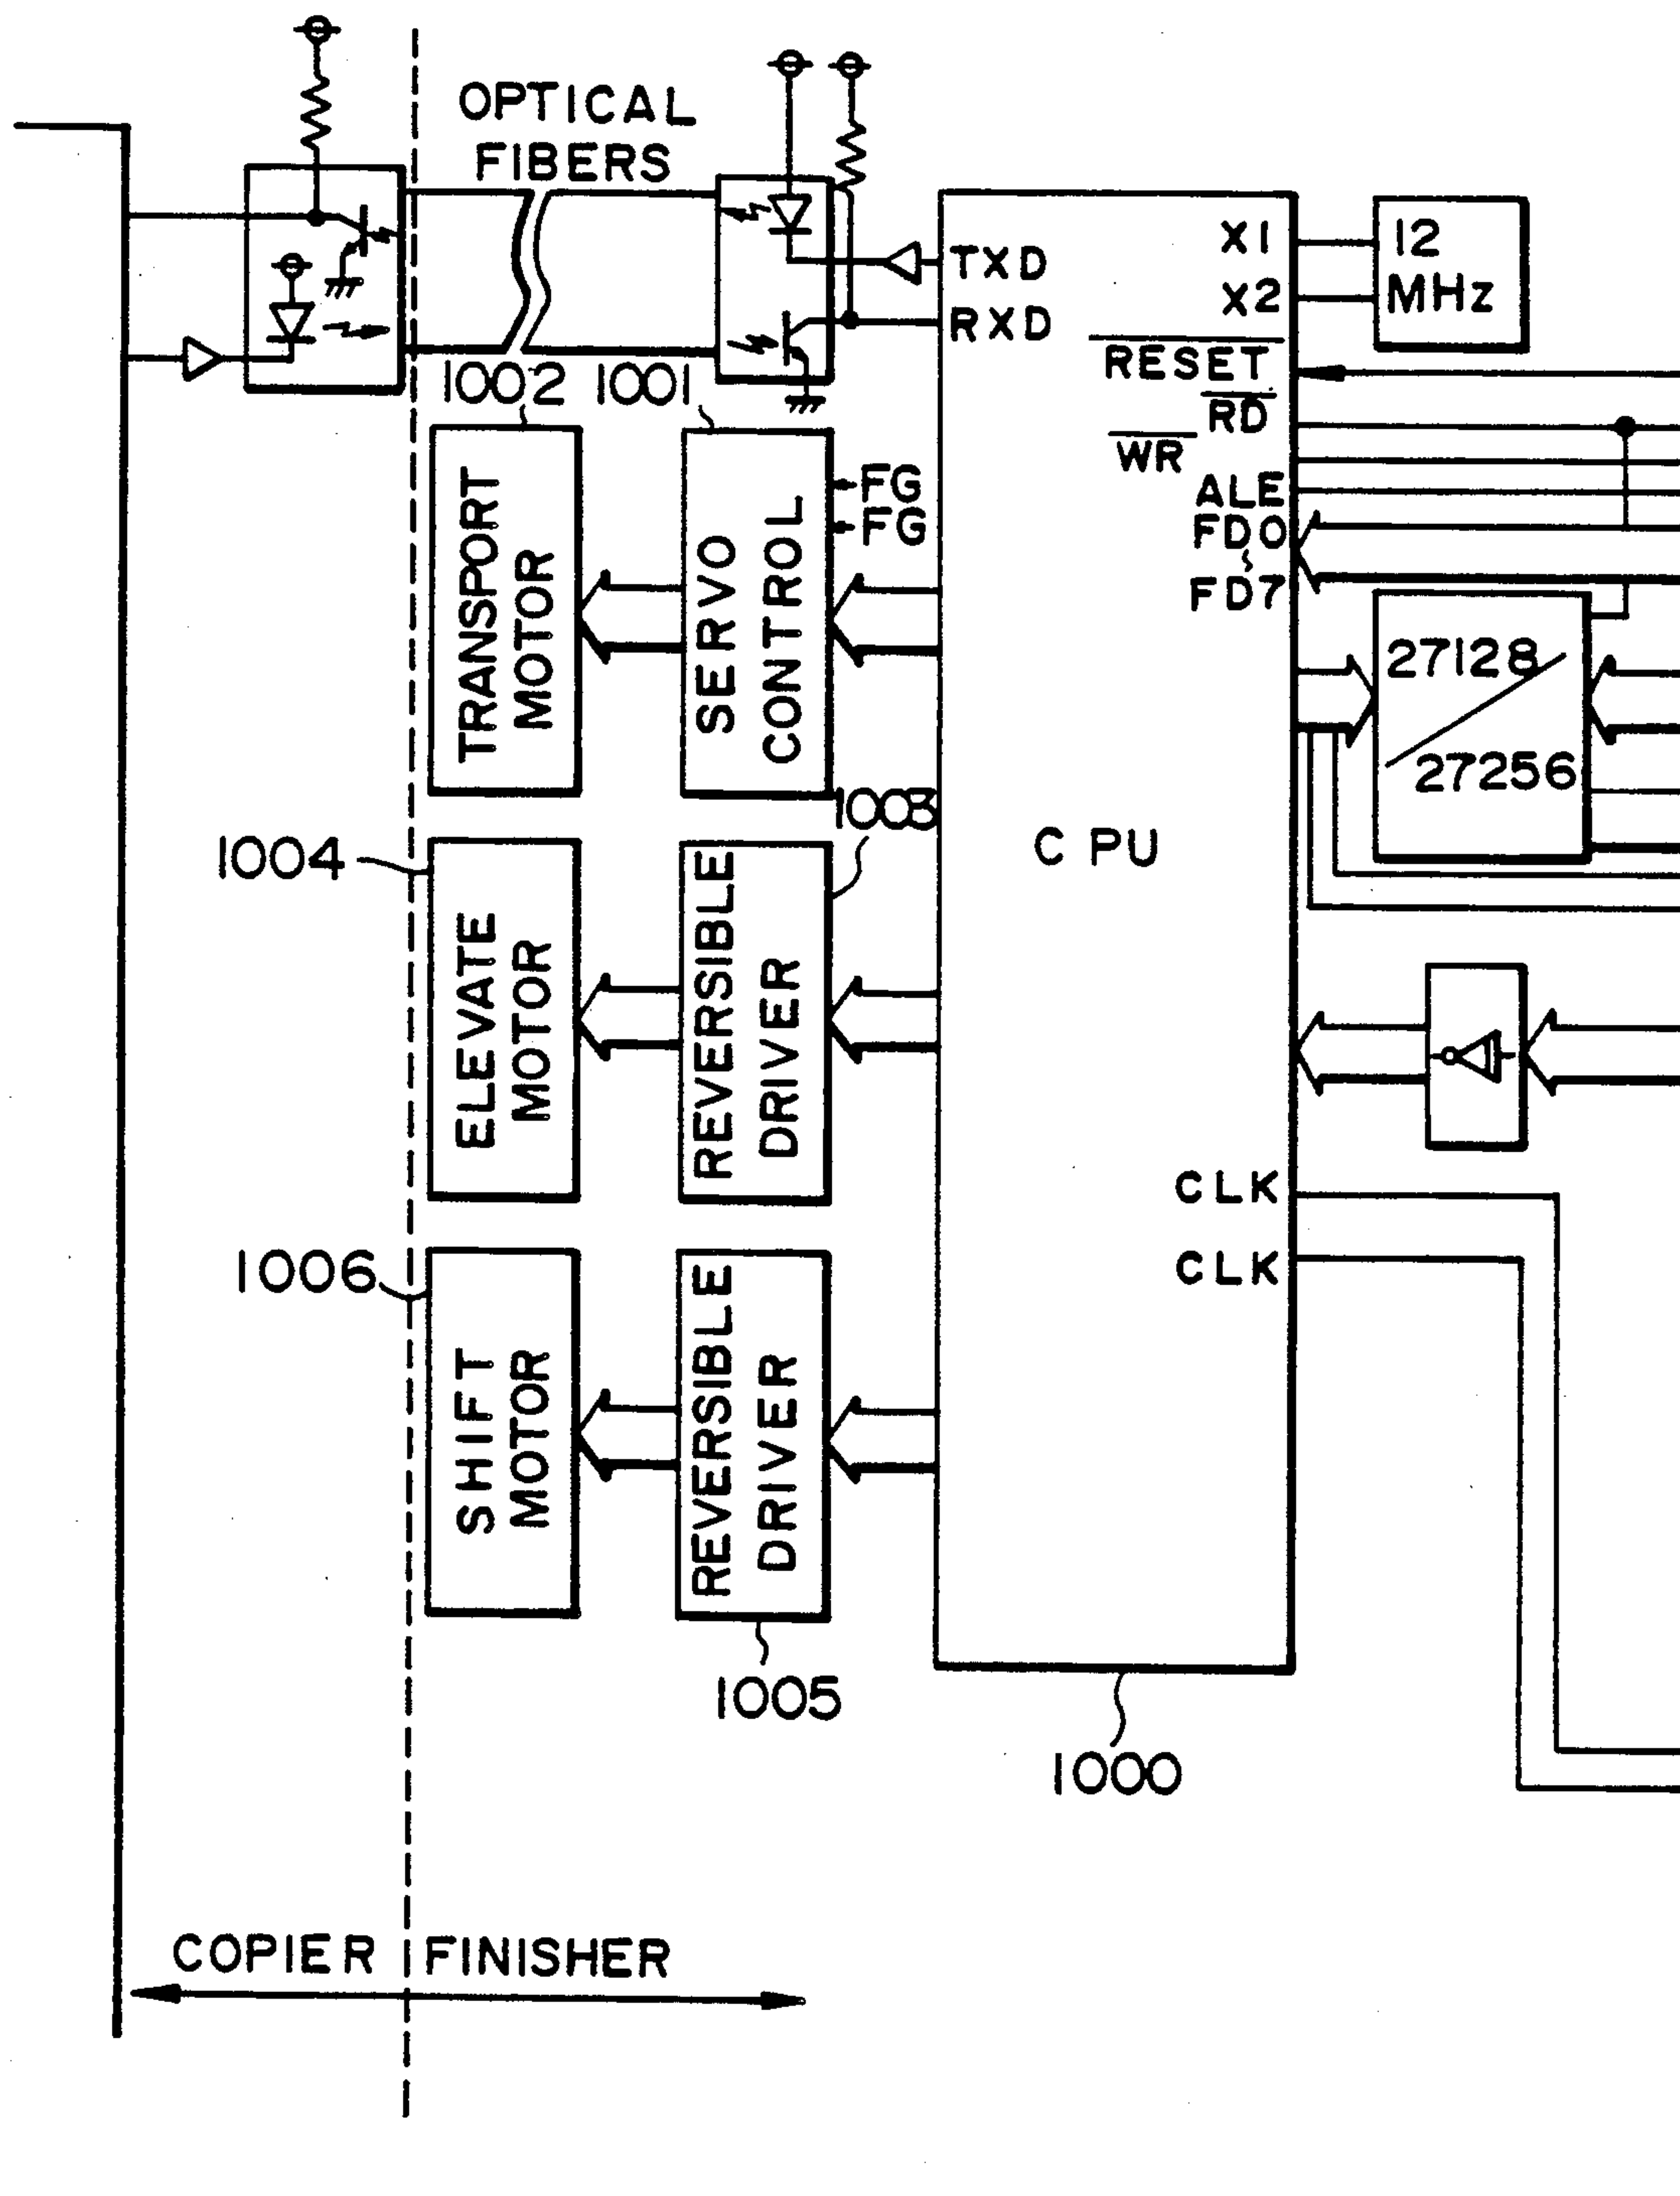 OPTICAL
FIBERS
TXD
RXD
X1
X2
12
MHz
RESET
RD
WR
ALE
FD0
FD7
1002
1001
TRANSPORT
MOTOR
SERVO
CONTROL
FG
FG
27128
27256
1003
CPU
1004
ELEVATE
MOTOR
REVERSIBLE
DRIVER
CLK
CLK
1006
SHIFT
MOTOR
REVERSIBLE
DRIVER
1005
1000
COPIER
FINISHER